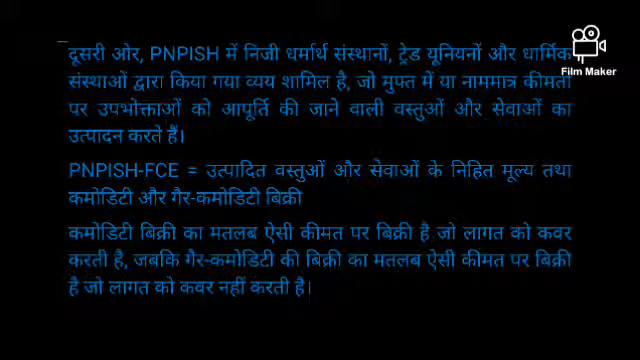 दूसरी ओर, PNPISH में निजी धर्मार्थ संस्थानों, ट्रेड यूनियनों और धार्मिक
संस्थाओं द्वारा किया गया व्यय शामिल है, जो मुफ्त में या नाममात्र कीमतों
पर उपभोक्ताओं को आपूर्ति की जाने वाली वस्तुओं और सेवाओं का
उत्पादन करते हैं।
PNPISH-FCE = उत्पादित वस्तुओं और सेवाओं के निहित मूल्य तथा
कमोडिटी और गैर-कमोडिटी बिक्री
कमोडिटी बिक्री का मतलब ऐसी कीमत पर बिक्री है जो लागत को कवर
करती है, जबकि गैर-कमोडिटी की बिक्री का मतलब ऐसी कीमत पर बिक्री
है जो लागत को कवर नहीं करती है।
Film Maker